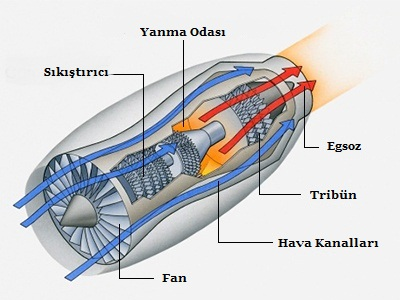 Yanma Odası
Sıkıştırıcı
Egsoz
Tribün
Hava Kanalları
Fan